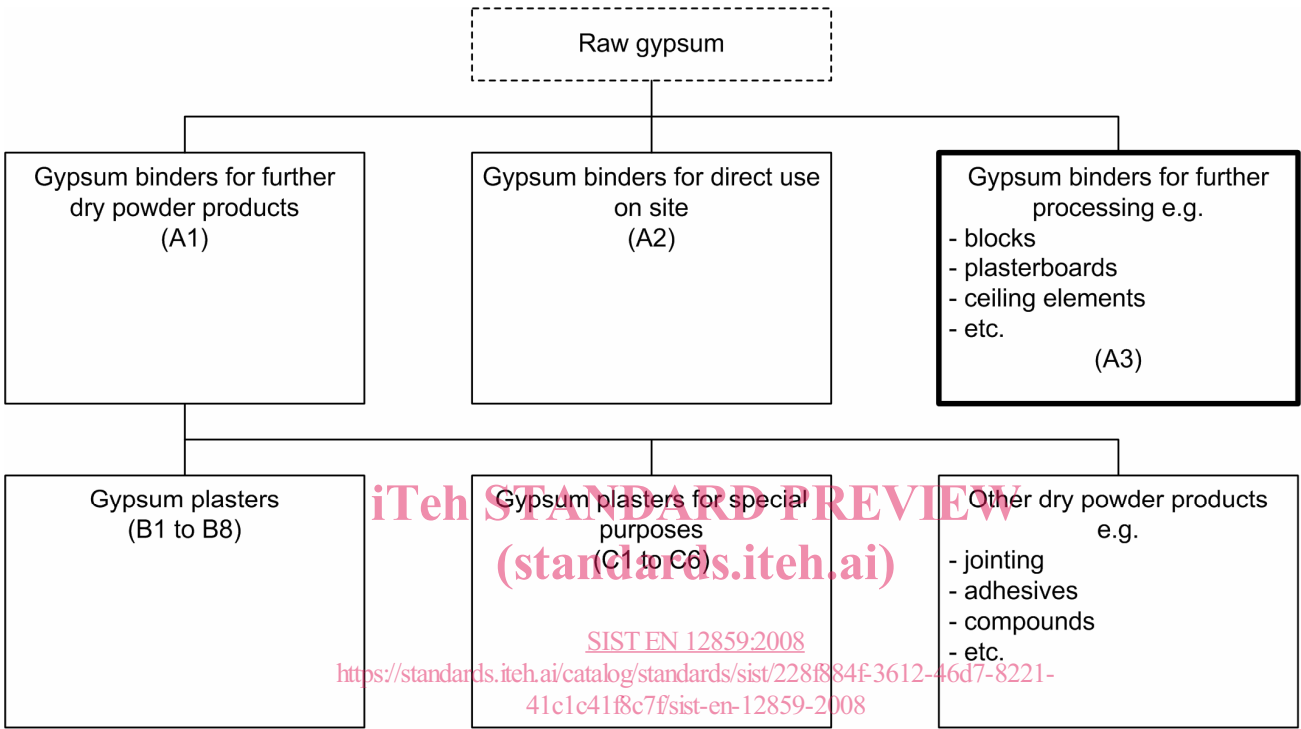 Raw gypsum
Gypsum binders for further
dry powder products
(A1)
Gypsum binders for direct use
on site
(A2)
Gypsum binders for further
processing e.g.
- blocks
- plasterboards
- ceiling elements
- etc.
(A3)
Gypsum plasters
(B1 to B8)
Gypsum plasters for special
purposes
(C1 to C6)
Other dry powder products
e.g.
- jointing
- adhesives
- compounds
- etc.
iTeh STANDARD PREVIEW
(standards.iteh.ai)
SIST EN 12859:2008
https://standards.iteh.ai/catalog/standards/sist/228f884f-3612-46d7-8221-
41c1c41f8c7f/sist-en-12859-2008